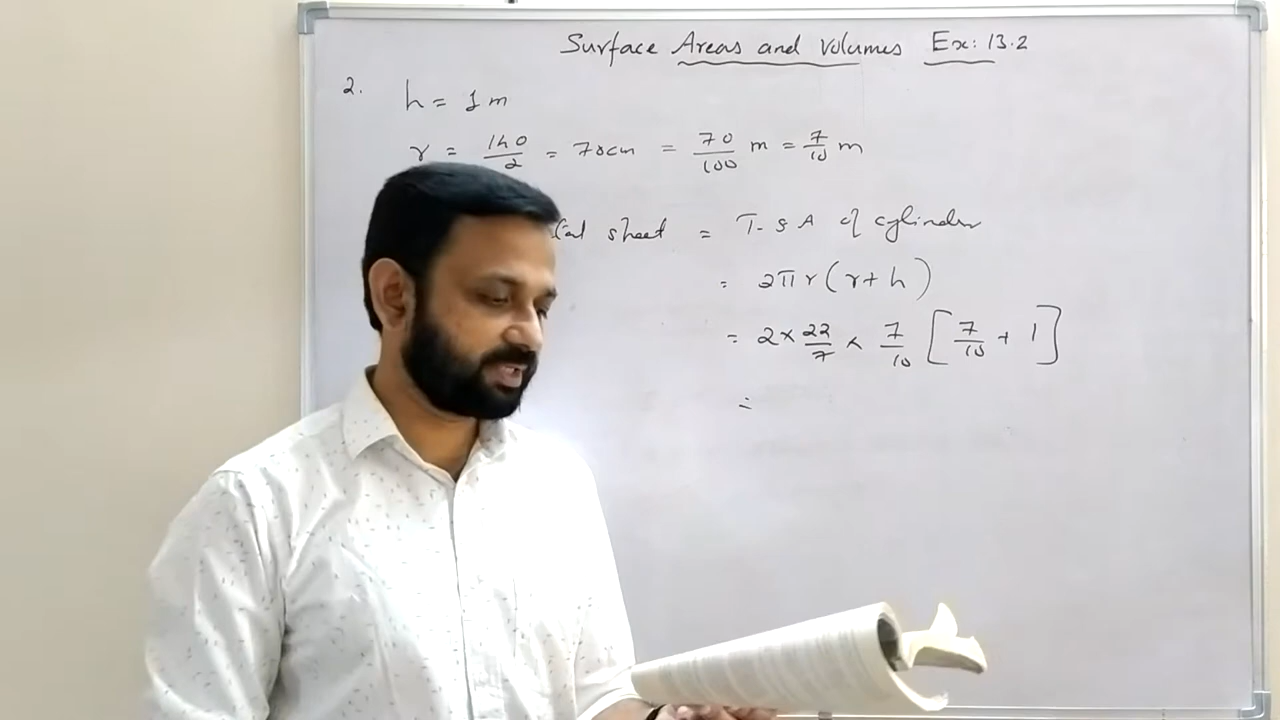 Surface Areas and Volumes Ex: 13.2
2. h = 1 m
r = 140/2 = 70cm = 70/100 m = 7/10 m
sheet = T. S A of cylinder
= 2πr(r+h)
= 2 × 22/7 × 7/10 [7/10 + 1]
=